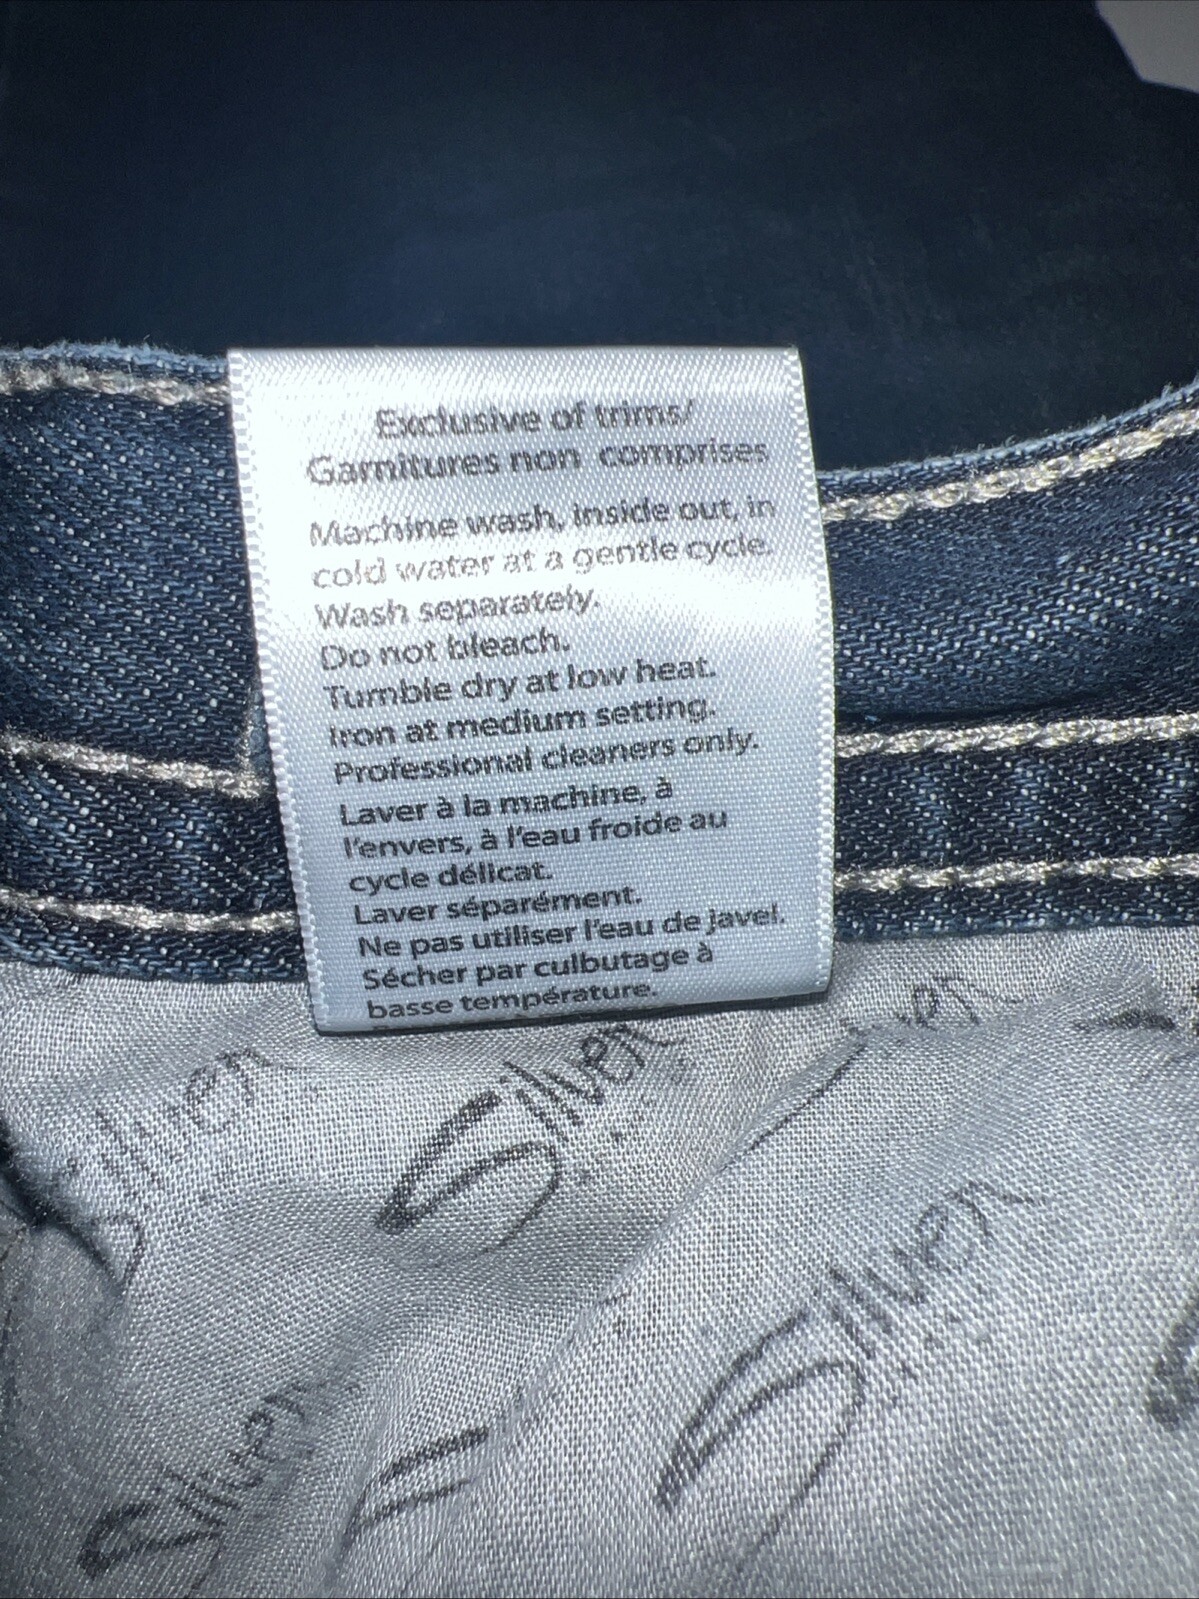 Exclusive of trims/
Garnitures non comprises
Machine wash, inside out, in
cold water at a gentle cycle.
Wash separately.
Do not bleach.
Tumble dry at low heat.
Iron at medium setting.
Professional cleaners only.
Laver à la machine, à
l'envers, à l'eau froide au
cycle délicat.
Laver séparément.
Ne pas utiliser l'eau de Javel.
Sécher par culbutage à
basse température.
Silver
Silver
Silver
Silver